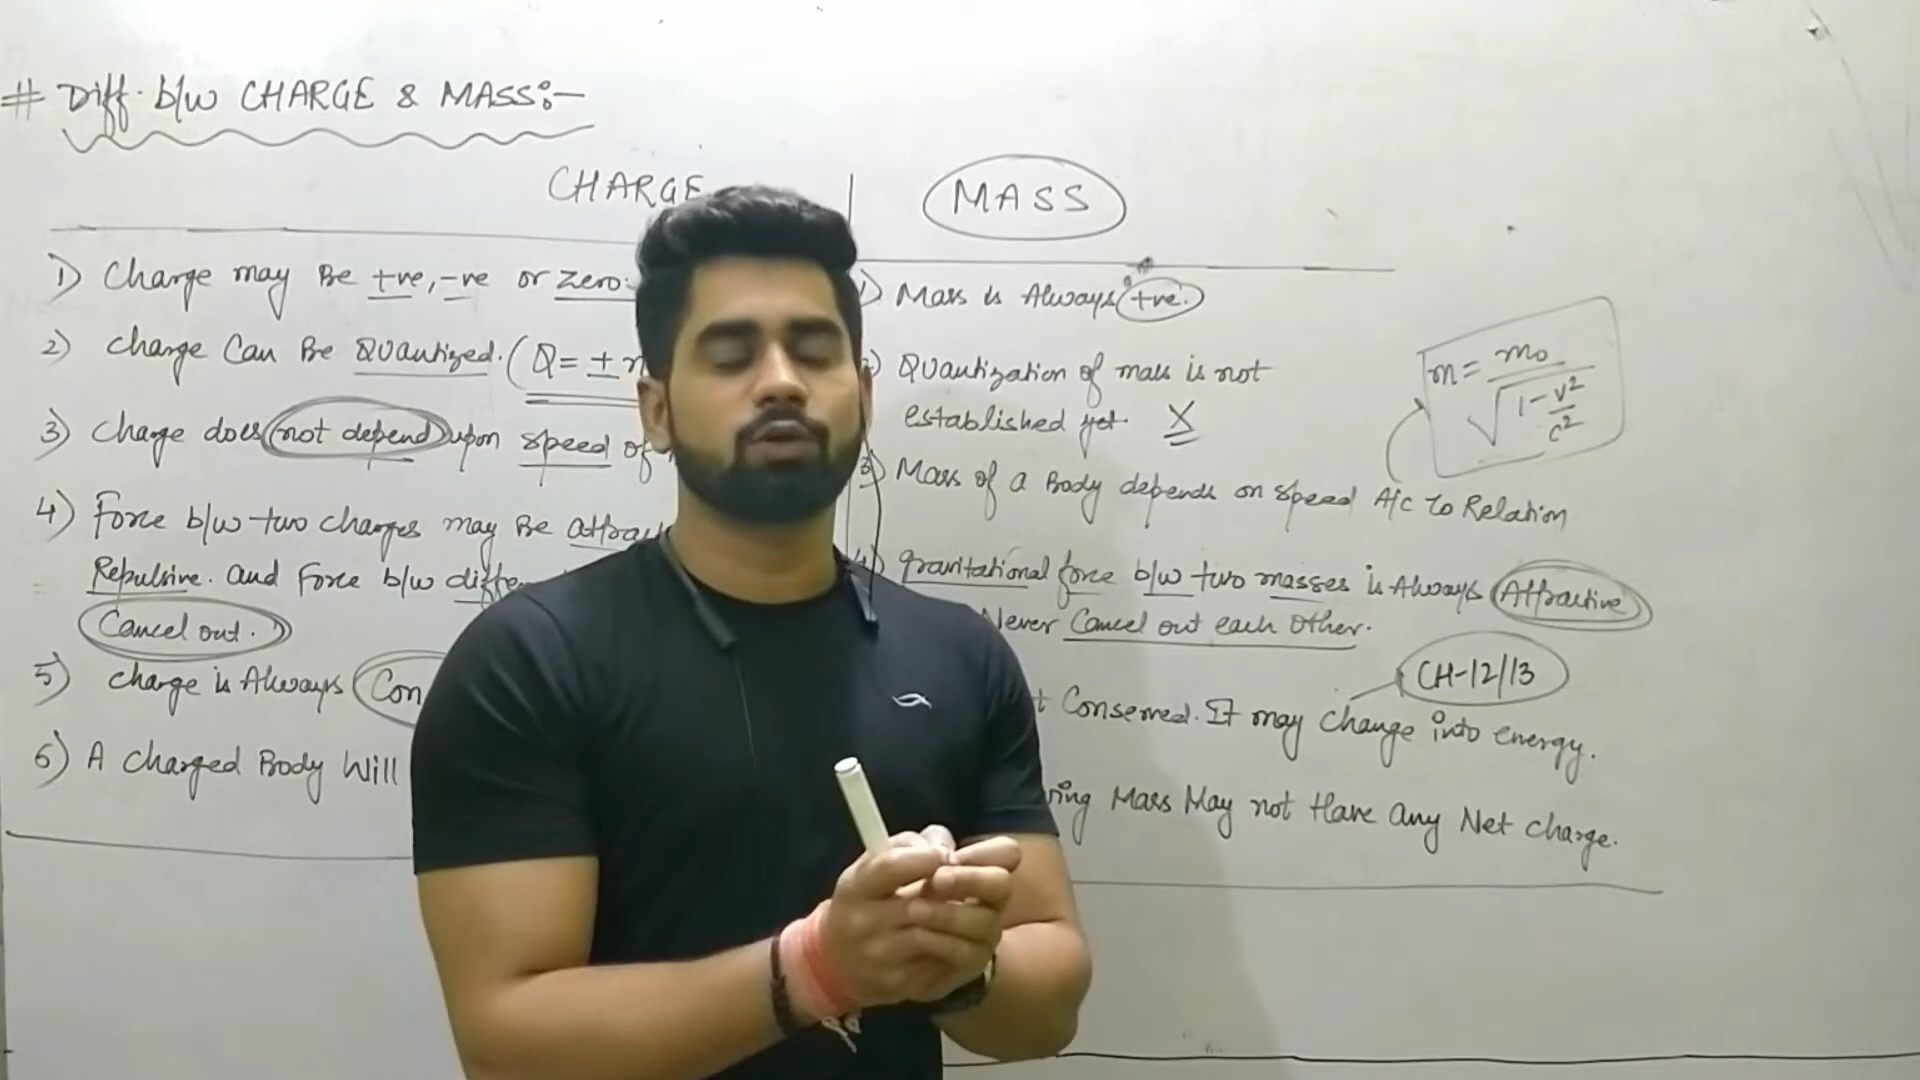 # Diff. b/w CHARGE & MASS:-
CHARGE
1) Charge may Be +ve, -ve or zero.
2) Charge Can Be Quantized. (Q= ± n
3) Charge does not depend upon speed of
4) Force b/w two charges may Be attrac
Repulsive. and Force b/w diffe
Cancel out.
5) Charge is Always Con
6) A Charged Body Will
MASS
1) Mass is Always +ve.
2) Quantization of mass is not
established yet. X
3) Mass of a Body depends on speed A/c to Relation
m = m₀ / √(1 - v²/c²)
4) gravitational force b/w two masses is Always Attractive
Never Cancel out each other.
CH-12/13
t Conserved. It may Change into energy.
ving Mass May not Have Any Net charge.